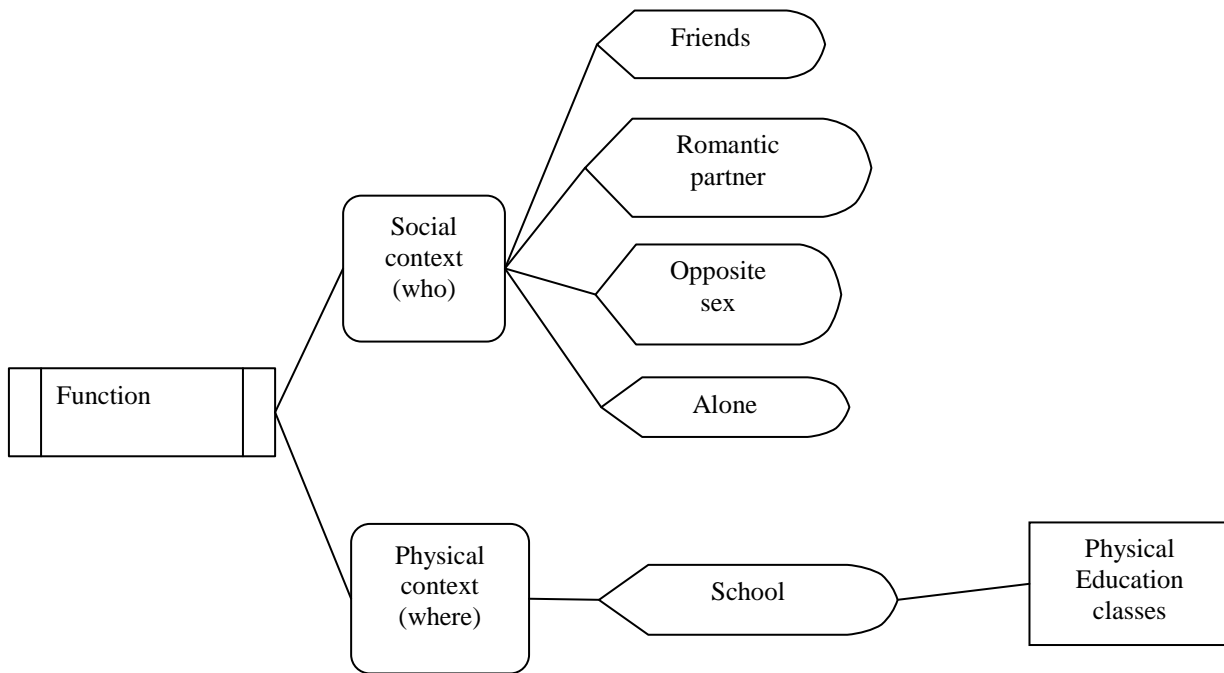 Friends
Romantic
partner
Social
context
(who)
Opposite
sex
Function
Alone
Physical
context
(where)
School
Physical
Education
classes